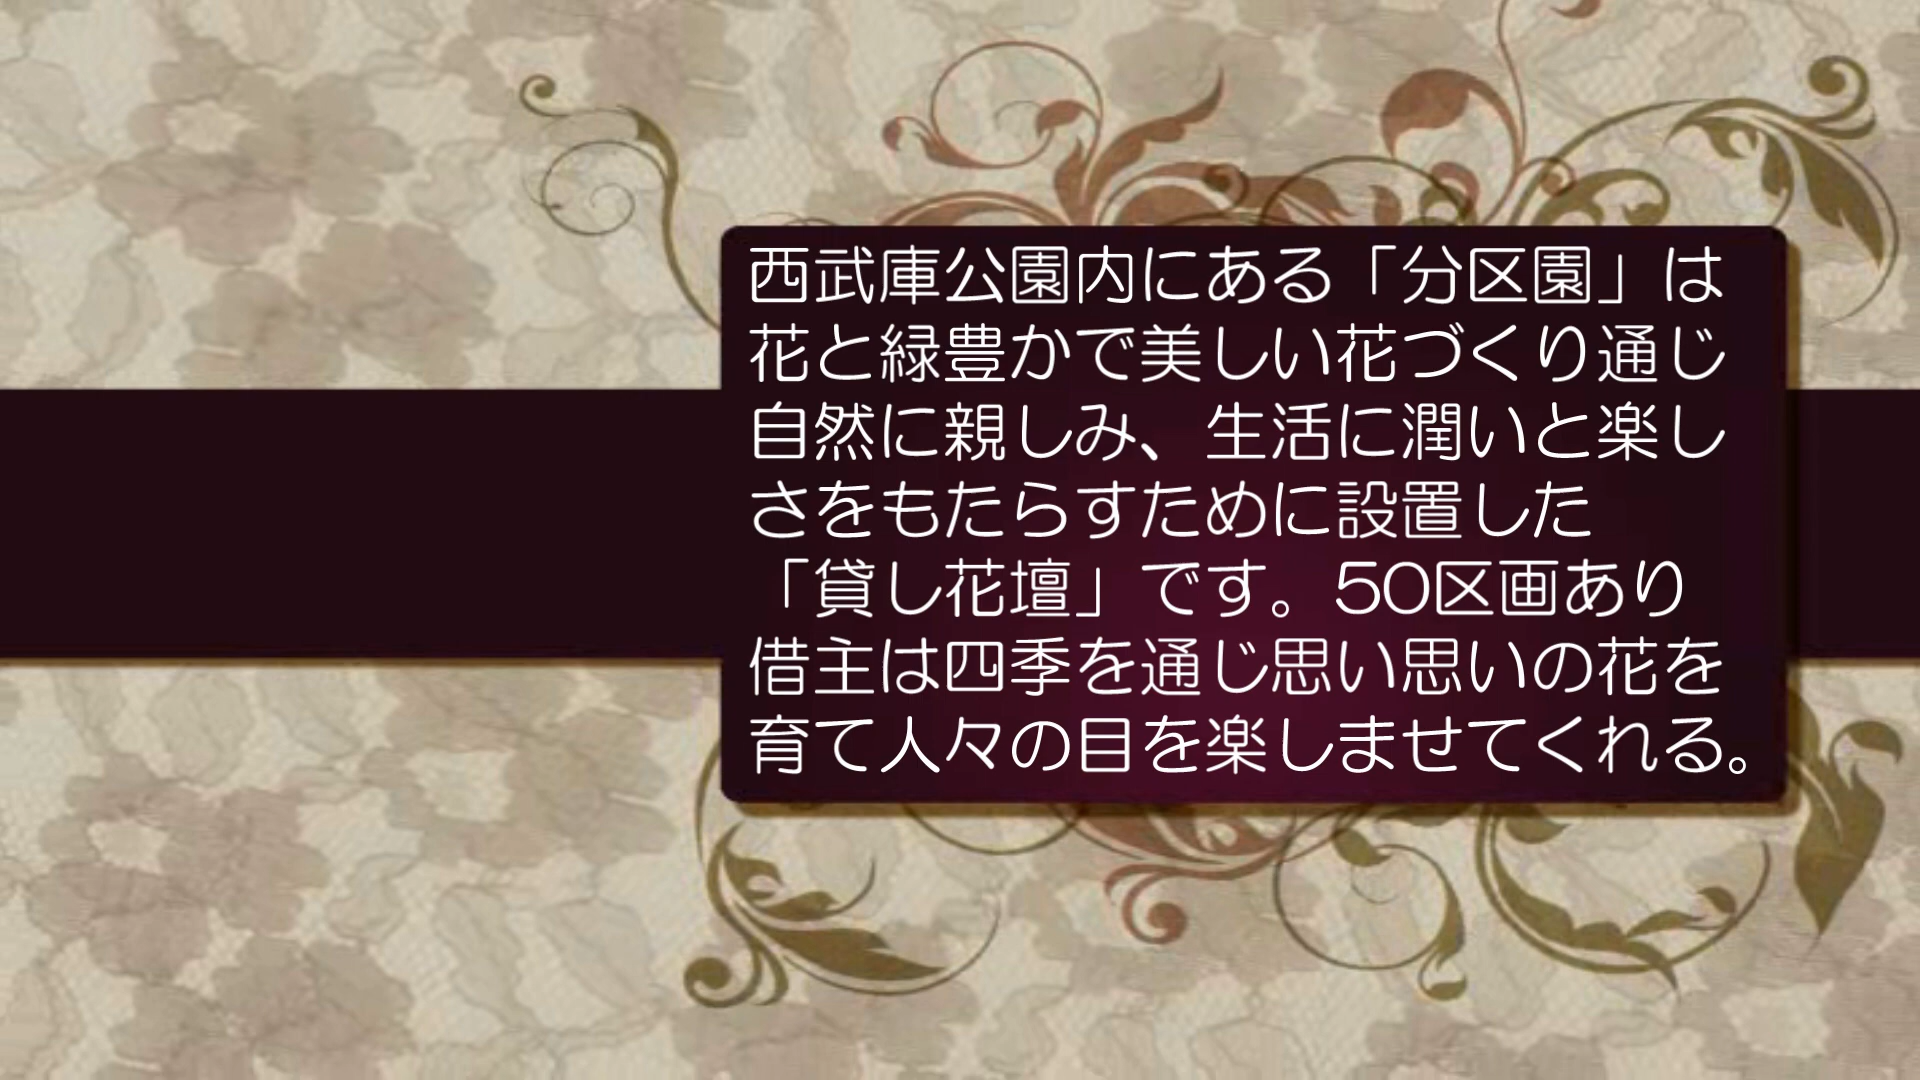 西武庫公園内にある「分区園」は
花と緑豊かで美しい花づくり通じ
自然に親しみ、生活に潤いと楽し
さをもたらすために設置した
「貸し花壇」です。50区画あり
借主は四季を通じ思い思いの花を
育て人々の目を楽しませてくれる。